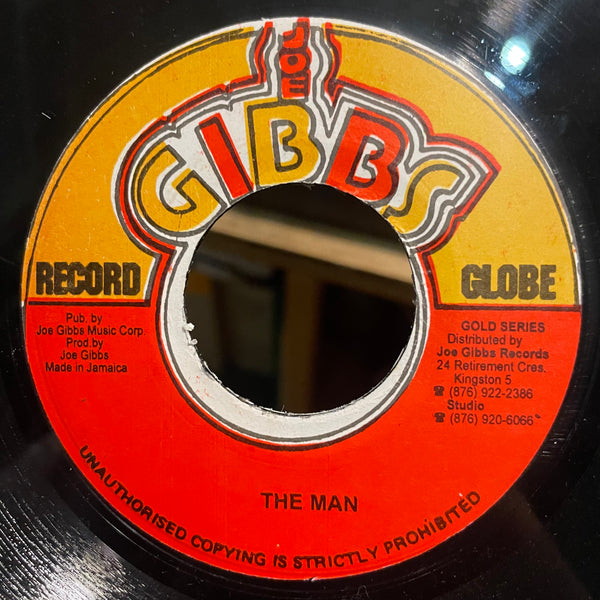 JOE
GIBBS
RECORD GLOBE
Pub. by
Joe Gibbs Music Corp.
Prod.by
Joe Gibbs
Made in Jamaica
GOLD SERIES
Distributed by
Joe Gibbs Records
24 Retirement Cres.
Kingston 5
☎ (876) 922-2386
Studio
☎ (876) 920-6066
THE MAN
UNAUTHORISED COPYING IS STRICTLY PROHIBITED